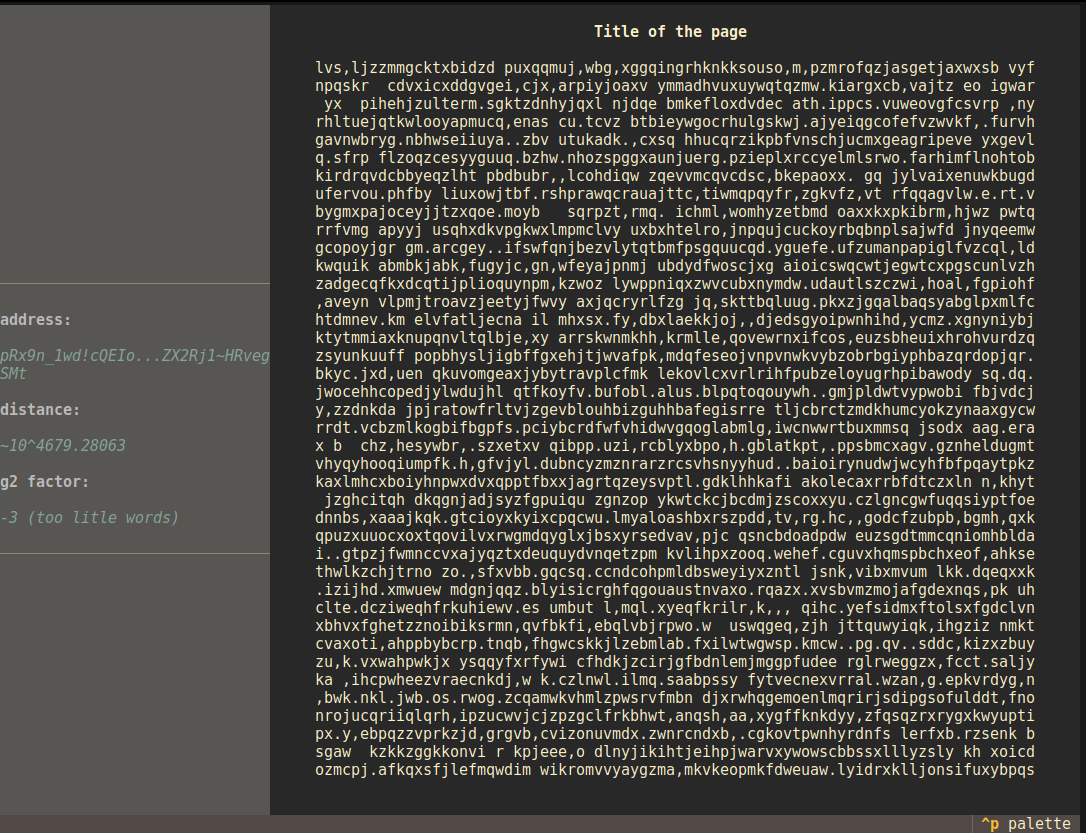 Title of the page
lvs,ljzzmmgcktxbidzd puxqqmuj,wbg,xggqingrhknkksouso,m,pzmrofqzjasgetjaxwxsb vyf
npqskr  cdvxicxddgvgei,cjx,arpiyjoaxv ymmadhvuxuywqtqzmw.kiargxcb,vajtz eo igwar
 yx  pihehjzulterm.sgktzdnhyjqxl njdqe bmkefloxdvdec ath.ippcs.vuweovgfcsvrp ,ny
rhltuejqtkwlooyapmucq,enas cu.tcvz btbieywgocrhulgskwj.ajyeiqgcofefvzwvkf,.furvh
gavnwbryg.nbhwseiiuya..zbv utukadk.,cxsq hhucqrzikpbfvnschjucmxgeagripeve yxgevl
q.sfrp flzoqzcesyyguuq.bzhw.nhozspggxaunjuerg.pzieplxrccyelmlsrwo.farhimflnohtob
kirdrqvdcbbyeqzlht pbdbubr,,lcohdiqw zqevvmcqvcdsc,bkepaoxx. gq jylvaixenuwkbugd
ufervou.phfby liuxowjtbf.rshprawqcrauajttc,tiwmqpqyfr,zgkvfz,vt rfqqagvlw.e.rt.v
bygmxpajoceyjjtzxqoe.moyb   sqrpzt,rmq. ichml,womhyzetbmd oaxxkxpkibrm,hjwz pwtq
rrfvmg apyyj usqhxdkvpgkwxlmpmclvy uxbxhtelro,jnpqujcuckoyrbqbnplsajwfd jnyqeemw
gcopoyjgr gm.arcgey..ifswfqnjbezvlytqtbmfpsgquucqd.yguefe.ufzumanpapiglfvzcql,ld
kwquik abmbkjabk,fugyjc,gn,wfeyajpnmj ubdydfwoscjxg aioicswqcwtjegwtcxpgscunlvzh
zadgecqfkxdcqtijplioquynpm,kzwoz lywppniqxzwvcubxnymdw.udautlszczwi,hoal,fgpiohf
,aveyn vlpmjtroavzjeetyjfwvy axjqcryrlfzg jq,skttbqluug.pkxzjgqalbaqsyabglpxmlfc
htdmnev.km elvfatljecna il mhxsx.fy,dbxlaekkjoj,,djedsgyoipwnhihd,ycmz.xgnyniybj
ktytmmiaxknupqnvltqlbje,xy arrskwnmkhh,krmlle,qovewrnxifcos,euzsbheuixhrohvurdzq
zsyunkuuff popbhysljigbffgxehjtjwvafpk,mdqfeseojvnpvnwkvybzobrbgiyphbazqrdopjqr.
bkyc.jxd,uen qkuvomgeaxjybytravplcfmk lekovlcxvrlrihfpubzeloyugrhpibawody sq.dq.
jwocehhcopedjylwdujhl qtfkoyfv.bufobl.alus.blpqtoqouywh..gmjpldwtvypwobi fbjvdcj
y,zzdnkda jpjratowfrltvjzgevblouhbizguhhbafegisrre tljcbrctzmdkhumcyokzynaaxgycw
rrdt.vcbzmlkogbifbgpfs.pciybcrdfwfvhidwvgqoglabmlg,iwcnwwrtbuxmmsq jsodx aag.era
x b  chz,hesywbr,.szxetxv qibpp.uzi,rcblyxbpo,h.gblatkpt,.ppsbmcxagv.gznheldugmt
vhyqyhooqiumpfk.h,gfvjyl.dubncyzmznrarzrcsvhsnyyhud..baioirynudwjwcyhfbfpqaytpkz
kaxlmhcxboiyhnpwxdvxqpptfbxxjagrtqzeysvptl.gdklhhkafi akolecaxrrbfdtczxln n,khyt
 jzghcitqh dkqgnjadjsyzfgpuiqu zgnzop ykwtckcjbcdmjzscoxxyu.czlgncgwfuqqsiyptfoe
dnnbs,xaaajkqk.gtcioyxkyixcpqcwu.lmyaloashbxrszpdd,tv,rg.hc,,godcfzubpb,bgmh,qxk
qpuzxuuocxoxtqovilvxrwgmdqyglxjbsxyrsedvav,pjc qsncbdoadpdw euzsgdtmmcqniomhblda
i..gtpzjfwmnccvxajyqztxdeuquydvnqetzpm kvlihpxzooq.wehef.cguvxhqmspbchxeof,ahkse
thwlkzchjtrno zo.,sfxvbb.gqcsq.ccndcohpmldbsweyiyxzntl jsnk,vibxmvum lkk.dqeqxxk
.izijhd.xmwuew mdgnjqqz.blyisicrghfqgouaustnvaxo.rqazx.xvsbvmzmojafgdexnqs,pk uh
clte.dcziweqhfrkuhiewv.es umbut l,mql.xyeqfkrilr,k,,, qihc.yefsidmxftolsxfgdclvn
xbhvxfghetzznoibiksrmn,qvfbkfi,ebqlvbjrpwo.w  uswqgeq,zjh jttquwyiqk,ihgziz nmkt
cvaxoti,ahppbybcrp.tnqb,fhgwcskkjlzebmlab.fxilwtwgwsp.kmcw..pg.qv..sddc,kizxzbuy
zu,k.vxwahpwkjx ysqqyfxrfywi cfhdkjzcirjgfbdnlemjmggpfudee rglrweggzx,fcct.saljy
ka ,ihcpwheezvraecnkdj,w k.czlnwl.ilmq.saabpssy fytvecnexvrral.wzan,g.epkvrdyg,n
,bwk.nkl.jwb.os.rwog.zcqamwkvhmlzpwsrvfmbn djxrwhqgemoenlmqrirjsdipgsofulddt,fno
nrojucqriiqlqrh,ipzucwvjcjzpzgclfrkbhwt,anqsh,aa,xygffknkdyy,zfqsqzrxrygxkwyupti
px.y,ebpqzzvprkzjd,grgvb,cvizonuvmdx.zwnrcndxb,.cgkovtpwnhyrdnfs lerfxb.rzsenk b
sgaw  kzkkzggkkonvi r kpjeee,o dlnyjikihtjeihpjwarvxywowscbbssxlllyzsly kh xoicd
ozmcpj.afkqxsfjlefmqwdim wikromvvyaygzma,mkvkeopmkfdweuaw.lyidrxklljonsifuxybpqs
address:
pRx9n_1wd!cQEIo...ZX2Rj1~HRveg
SMt
distance:
~10^4679.28063
g2 factor:
-3 (too litle words)
^p palette